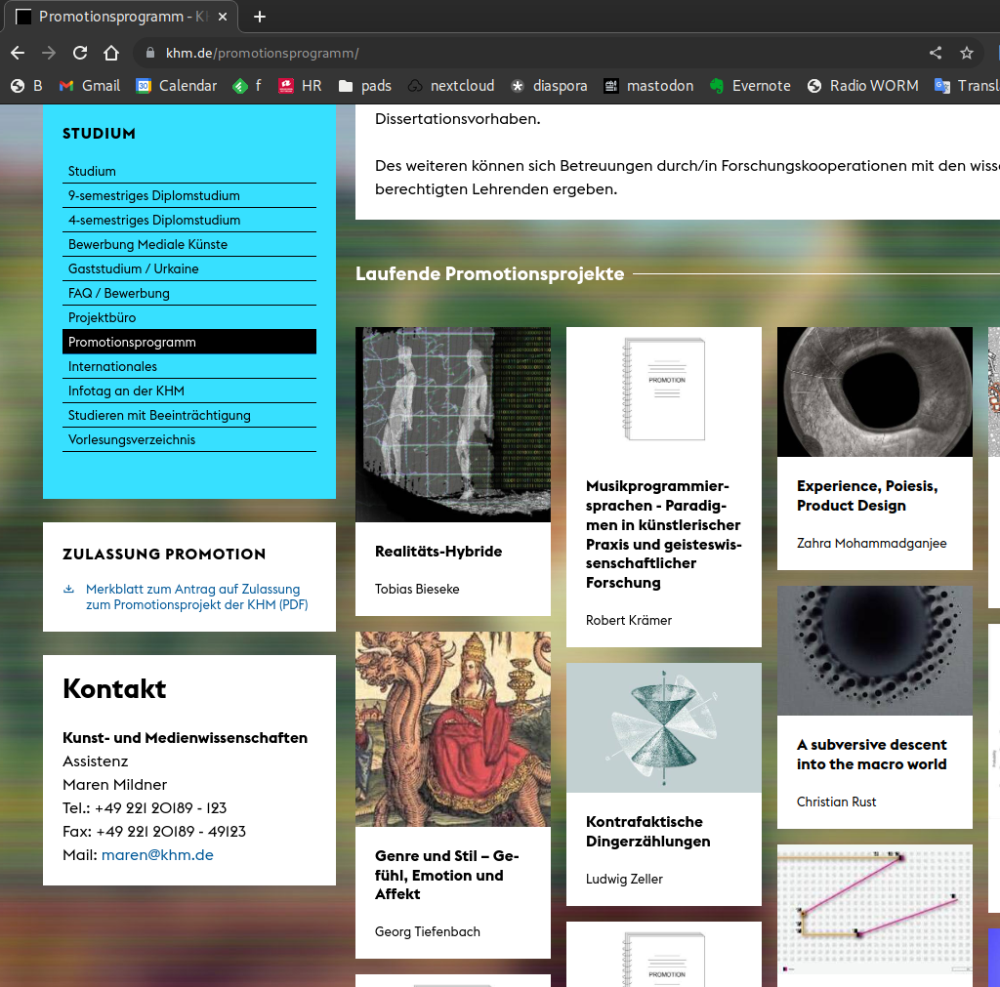 Promotionsprogramm - K
khm.de/promotionsprogramm/
B
Gmail
Calendar
f
HR
pads
nextcloud
diaspora
mastodon
Evernote
Radio WORM
Transl
STUDIUM
Studium
9-semestriges Diplomstudium
4-semestriges Diplomstudium
Bewerbung Mediale Künste
Gaststudium / Urkaine
FAQ / Bewerbung
Projektbüro
Promotionsprogramm
Internationales
Infotag an der KHM
Studieren mit Beeinträchtigung
Vorlesungsverzeichnis
ZULASSUNG PROMOTION
Merkblatt zum Antrag auf Zulassung
zum Promotionsprojekt der KHM (PDF)
Kontakt
Kunst- und Medienwissenschaften
Assistenz
Maren Mildner
Tel.: +49 221 20189 - 123
Fax: +49 221 20189 - 49123
Mail: maren@khm.de
Dissertationsvorhaben.
Des weiteren können sich Betreuungen durch/in Forschungskooperationen mit den wiss
berechtigten Lehrenden ergeben.
Laufende Promotionsprojekte
Realitäts-Hybride
Tobias Bieseke
Genre und Stil – Ge-
fühl, Emotion und
Affekt
Georg Tiefenbach
PROMOTION
Musikprogrammier-
sprachen - Paradig-
men in künstlerischer
Praxis und geisteswis-
senschaftlicher
Forschung
Robert Krämer
Kontrafaktische
Dingerzählungen
Ludwig Zeller
PROMOTION
Experience, Poiesis,
Product Design
Zahra Mohammadganjee
A subversive descent
into the macro world
Christian Rust